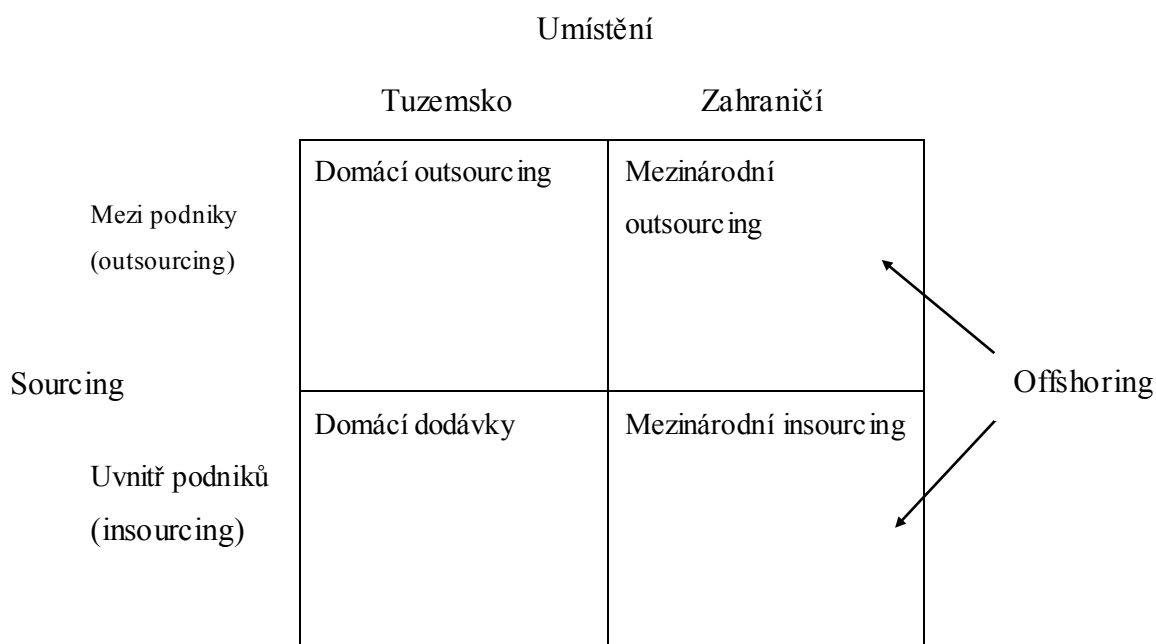 Umístění
Tuzemsko
Zahraničí
Domácí outsourcing
Mezinárodní
outsourcing
Mezi podniky
(outsourcing)
Sourcing
Offshoring
Domácí dodávky
Mezinárodní insourcing
Uvnitř podniků
(insourcing)